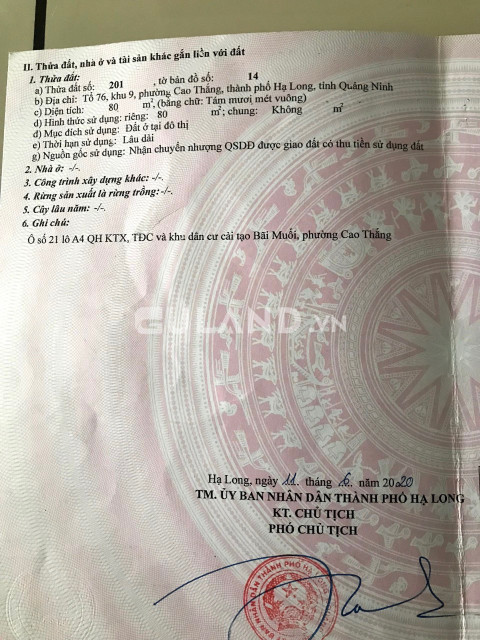 II. Thửa đất, nhà ở và tài sản khác gắn liền với đất
1. Thửa đất:
a) Thửa đất số: 201 , tờ bản đồ số: 14
b) Địa chỉ: Tổ 76, khu 9, phường Cao Thắng, thành phố Hạ Long, tỉnh Quảng Ninh
c) Diện tích: 80 m², (bằng chữ: Tám mươi mét vuông)
d) Hình thức sử dụng: riêng: 80 m²; chung: Không m²
đ) Mục đích sử dụng: Đất ở tại đô thị
e) Thời hạn sử dụng: Lâu dài
g) Nguồn gốc sử dụng: Nhận chuyển nhượng QSDĐ được giao đất có thu tiền sử dụng đất
2. Nhà ở: -/-.
3. Công trình xây dựng khác: -/-.
4. Rừng sản xuất là rừng trồng:-/-.
5. Cây lâu năm: -/-.
6. Ghi chú:
Ô số 21 lô A4 QH KTX, TĐC và khu dân cư cải tạo Bãi Muối, phường Cao Thắng
GULAND.VN
Hạ Long, ngày 11 tháng 6 năm 2020
TM. ỦY BAN NHÂN DÂN THÀNH PHỐ HẠ LONG
KT. CHỦ TỊCH
PHÓ CHỦ TỊCH
BAN NHÂN DÂN THÀNH PHỐ HẠ